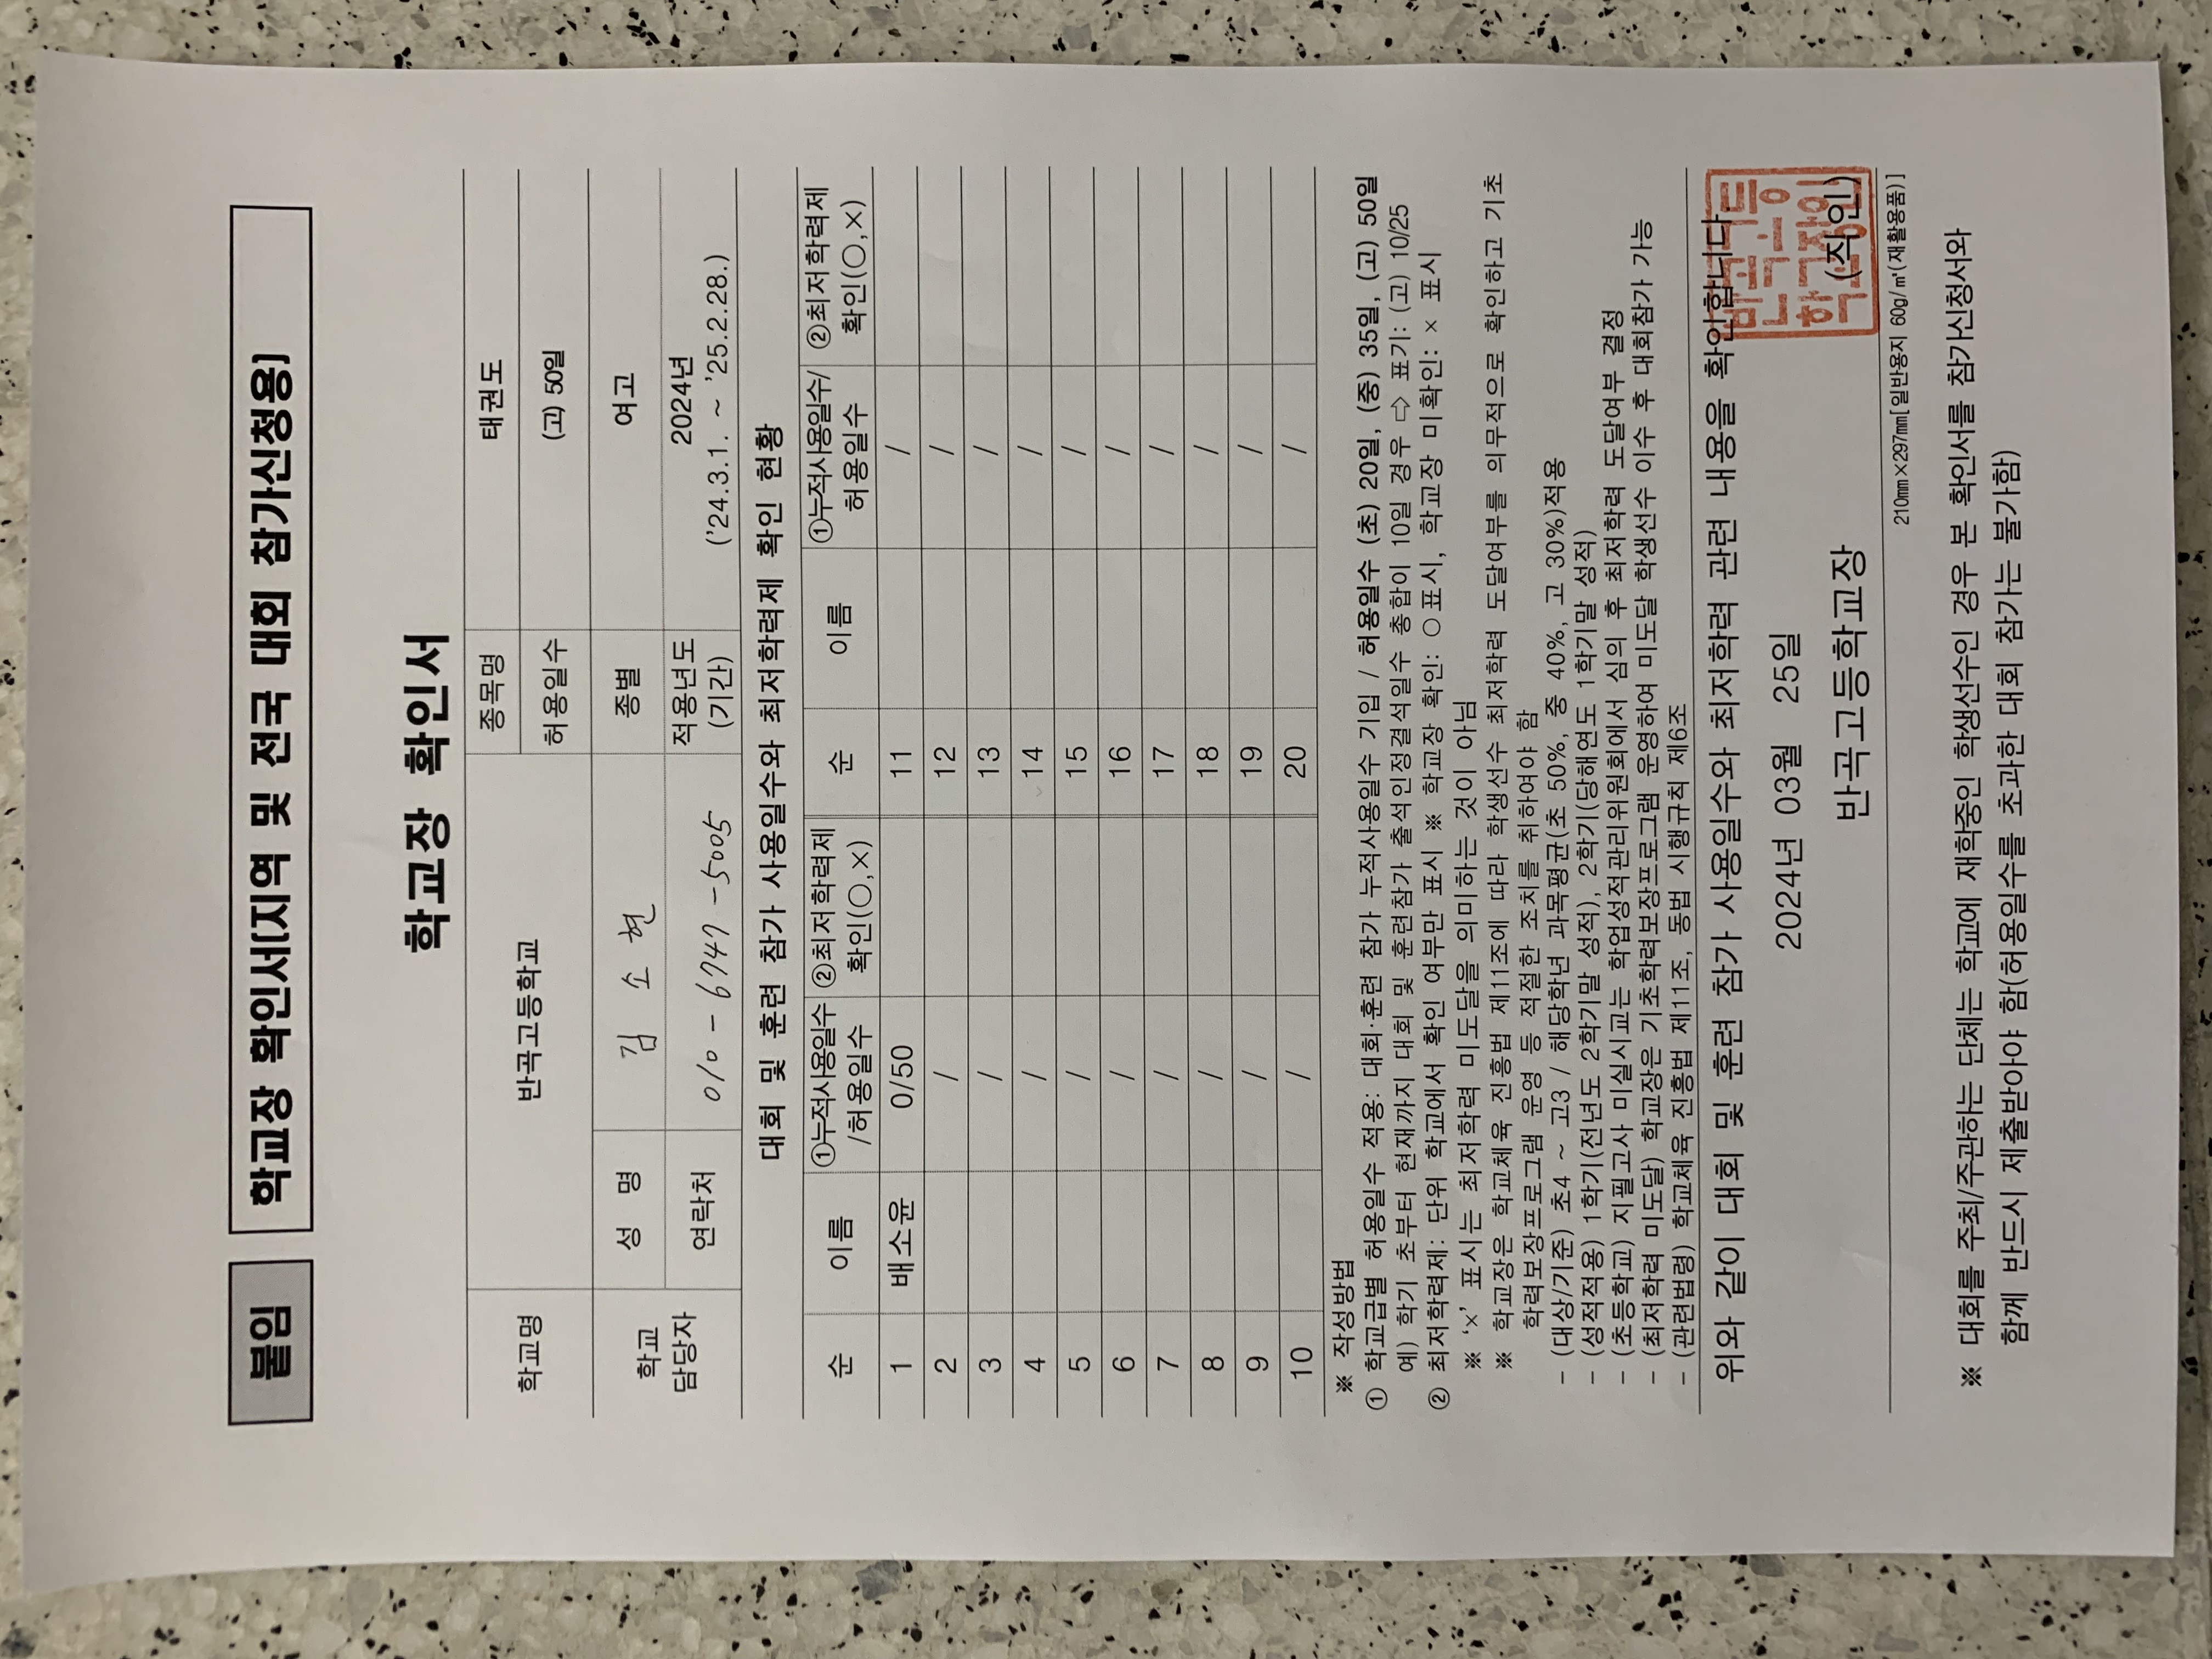 붙임 학교장 확인서(지역 및 전국 대회 참가신청용)
학교장 확인서
학교명 반곡고등학교 종목명 태권도
허용일수 (고) 50일
학교 담당자 성 명 김소현 종별 여고
연락처 010-6747-5005 적용년도 (기간) 2024년 ('24.3.1. ~ '25.2.28.)
대회 및 훈련 참가 사용일수와 최저학력제 확인 현황
순 이름 ①누적사용일수/허용일수 ②최저학력제 확인(○,×) 순 이름 ①누적사용일수/허용일수 ②최저학력제 확인(○,×)
1 배소윤 0/50 11 /
2 / 12 /
3 / 13 /
4 / 14 /
5 / 15 /
6 / 16 /
7 / 17 /
8 / 18 /
9 / 19 /
10 / 20 /
※ 작성방법
① 학교급별 허용일수 적용: 대회·훈련 참가 누적사용일수 기입 / 허용일수 (초) 20일, (중) 35일, (고) 50일
예) 학기 초부터 현재까지 대회 및 훈련참가 출석인정결석일수 총합이 10일 경우 ⇨ 표기: (고) 10/25
② 최저학력제: 단위 학교에서 확인 여부만 표시 ※ 학교장 확인: ○ 표시, 학교장 미확인: × 표시
※ '×' 표시는 최저학력 미도달을 의미하는 것이 아님
※ 학교장은 학교체육 진흥법 제11조에 따라 학생선수 최저학력 도달여부를 의무적으로 확인하고 기초
학력보장프로그램 운영 등 적절한 조치를 취하여야 함
- (대상/기준) 초4 ~ 고3 / 해당학년 과목평균(초 50%, 중 40%, 고 30%)적용
- (성적적용) 1학기(전년도 2학기말 성적), 2학기(당해연도 1학기말 성적)
- (초등학교) 지필고사 미실시교는 학업성적관리위원회에서 심의 후 최저학력 도달여부 결정
- (최저학력 미도달) 학교장은 기초학력보장프로그램 운영하여 미도달 학생선수 이수 후 대회참가 가능
- (관련법령) 학교체육 진흥법 제11조, 동법 시행규칙 제6조
위와 같이 대회 및 훈련 참가 사용일수와 최저학력 관련 내용을 확인합니다.
2024년 03월 25일
반곡고등학교장 (직인)
210mm×297mm[일반용지 60g/㎡(재활용품)]
※ 대회를 주최/주관하는 단체는 학교에 재학중인 학생선수인 경우 본 확인서를 참가신청서와
함께 반드시 제출받아야 함(허용일수를 초과한 대회 참가는 불가함)